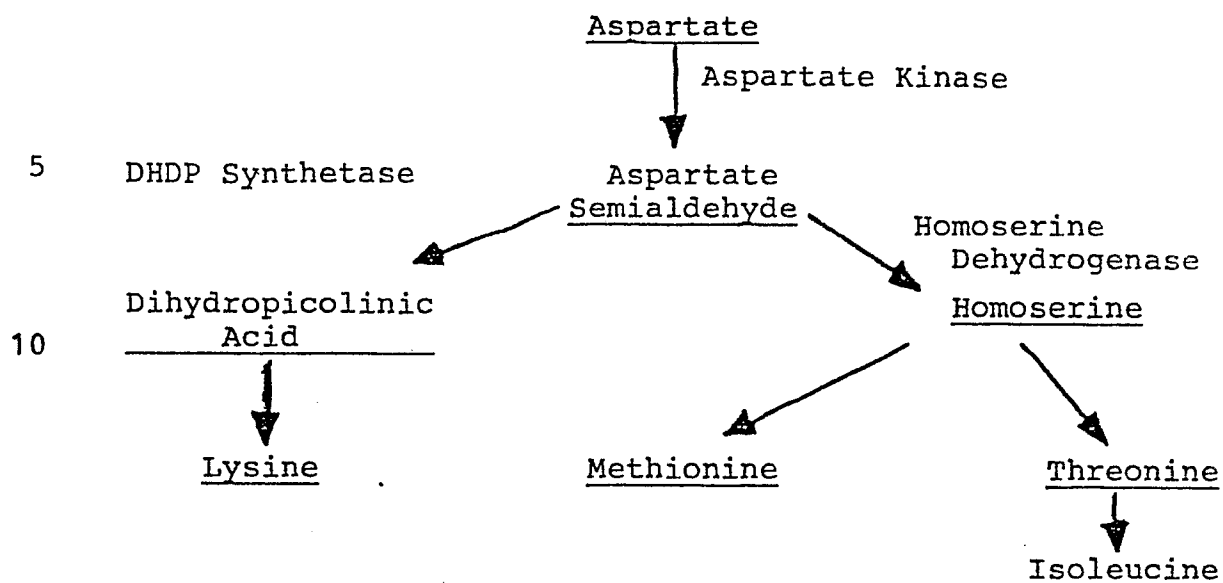 Aspartate
Aspartate Kinase
5
DHDP Synthetase
Aspartate
Semialdehyde
Homoserine
Dehydrogenase
Dihydropicolinic
Acid
Homoserine
10
Lysine
Methionine
Threonine
Isoleucine